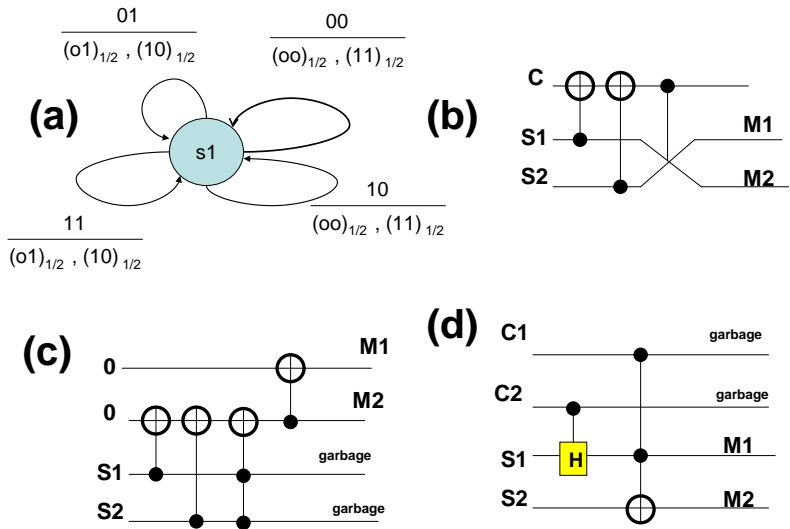 (a)
01
(o1)1/2 , (10)1/2
00
(oo)1/2 , (11)1/2
s1
11
(o1)1/2 , (10)1/2
10
(oo)1/2 , (11)1/2
(b)
C
S1
M1
S2
M2
(c)
0
M1
0
M2
S1
garbage
S2
garbage
(d)
C1
garbage
C2
garbage
S1
H
M1
S2
M2